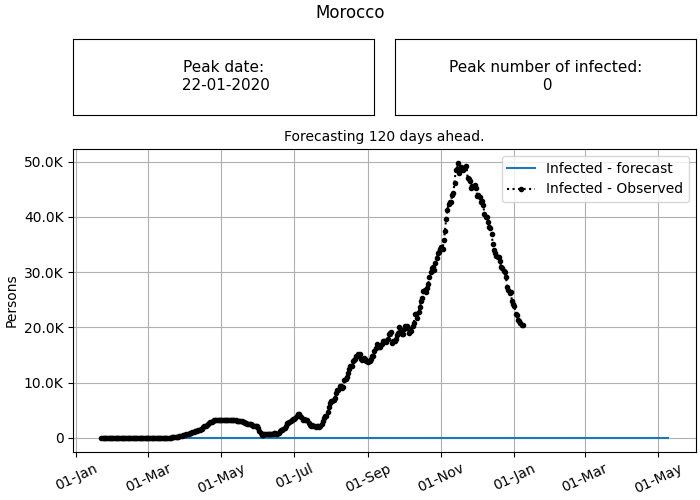 Morocco
Peak date:
22-01-2020
Peak number of infected:
0
Forecasting 120 days ahead.
Infected - forecast
Infected - Observed
50.0K
40.0K
30.0K
20.0K
10.0K
0
Persons
01-Jan
01-Mar
01-May
01-Jul
01-Sep
01-Nov
01-Jan
01-Mar
01-May